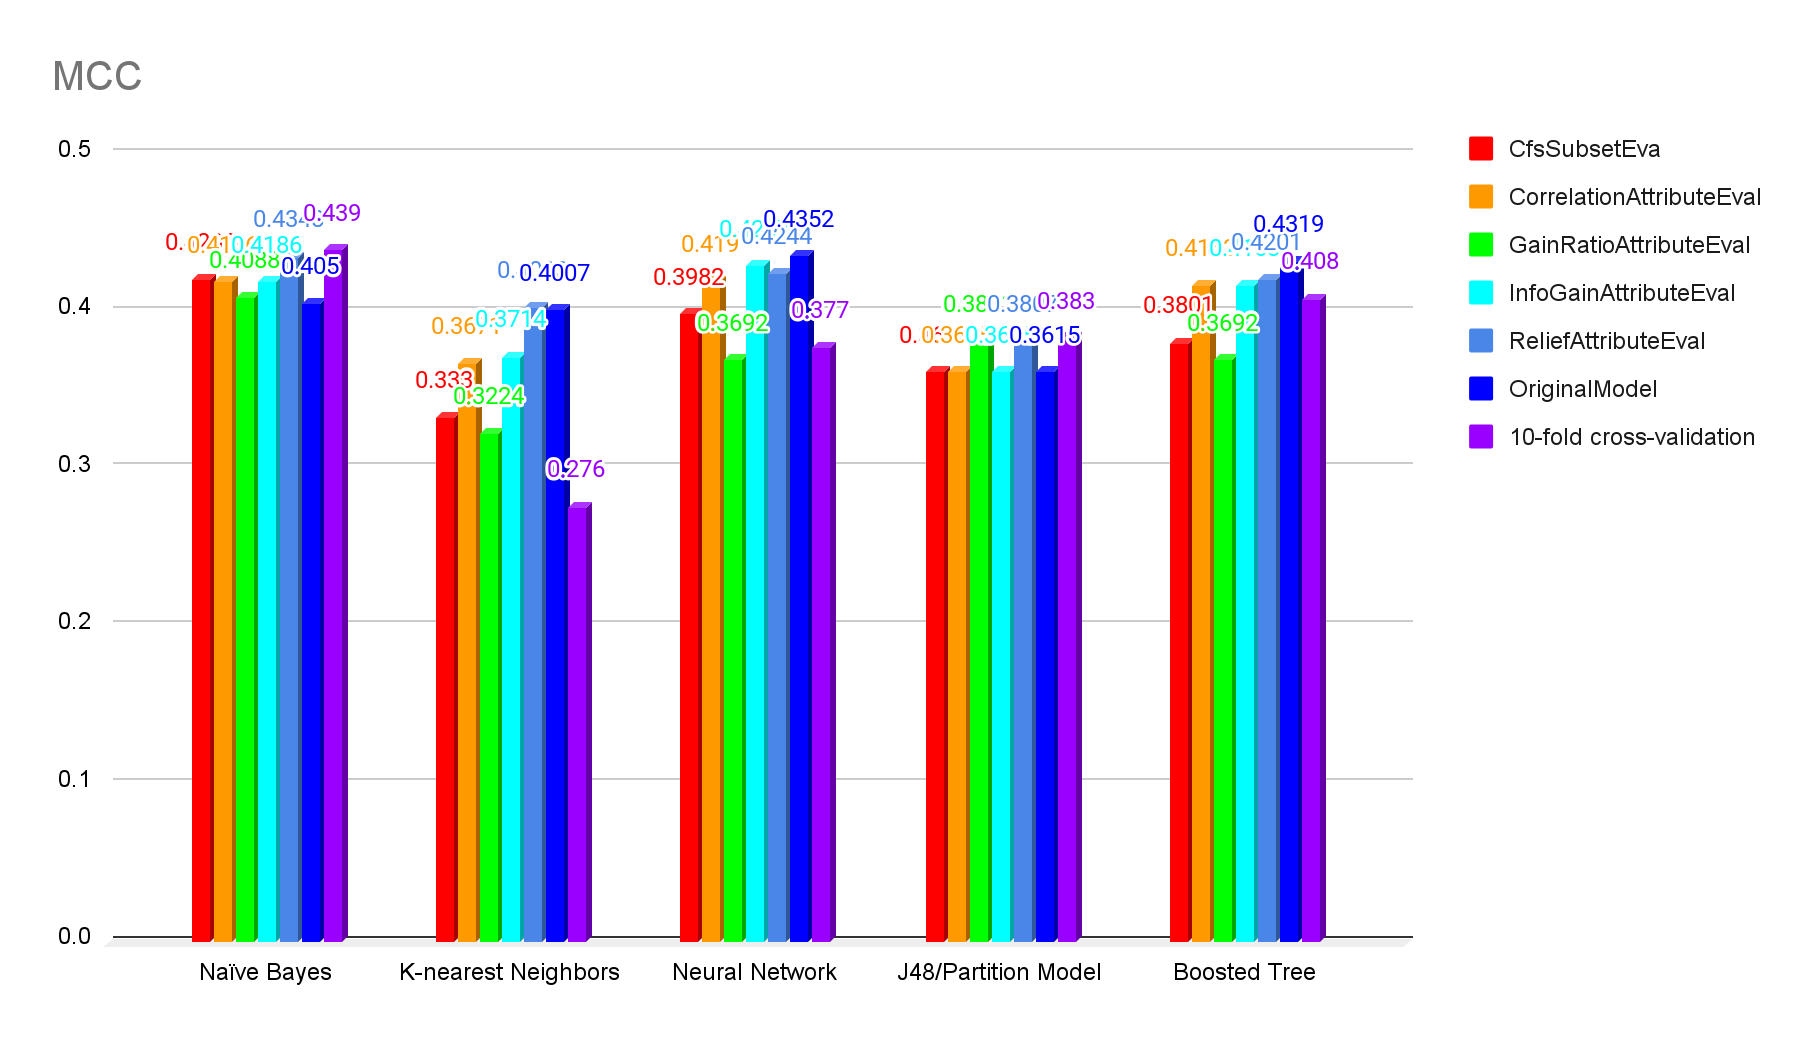 MCC
0.5
0.4
0.3
0.2
0.1
0.0
0.4186
0.4088
0.405
0.439
0.333
0.3224
0.3714
0.4007
0.276
0.3982
0.419
0.3692
0.4244
0.4352
0.377
0.3615
0.383
0.3801
0.3692
0.4201
0.4319
0.408
Naïve Bayes
K-nearest Neighbors
Neural Network
J48/Partition Model
Boosted Tree
CfsSubsetEva
CorrelationAttributeEval
GainRatioAttributeEval
InfoGainAttributeEval
ReliefAttributeEval
OriginalModel
10-fold cross-validation